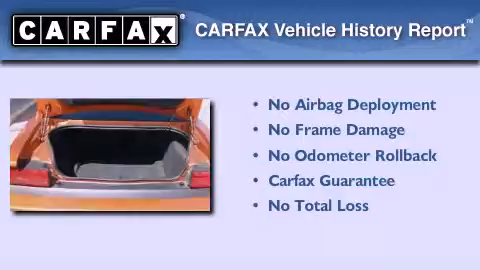 CARFAX®
CARFAX Vehicle History Report™
• No Airbag Deployment
• No Frame Damage
• No Odometer Rollback
• Carfax Guarantee
• No Total Loss